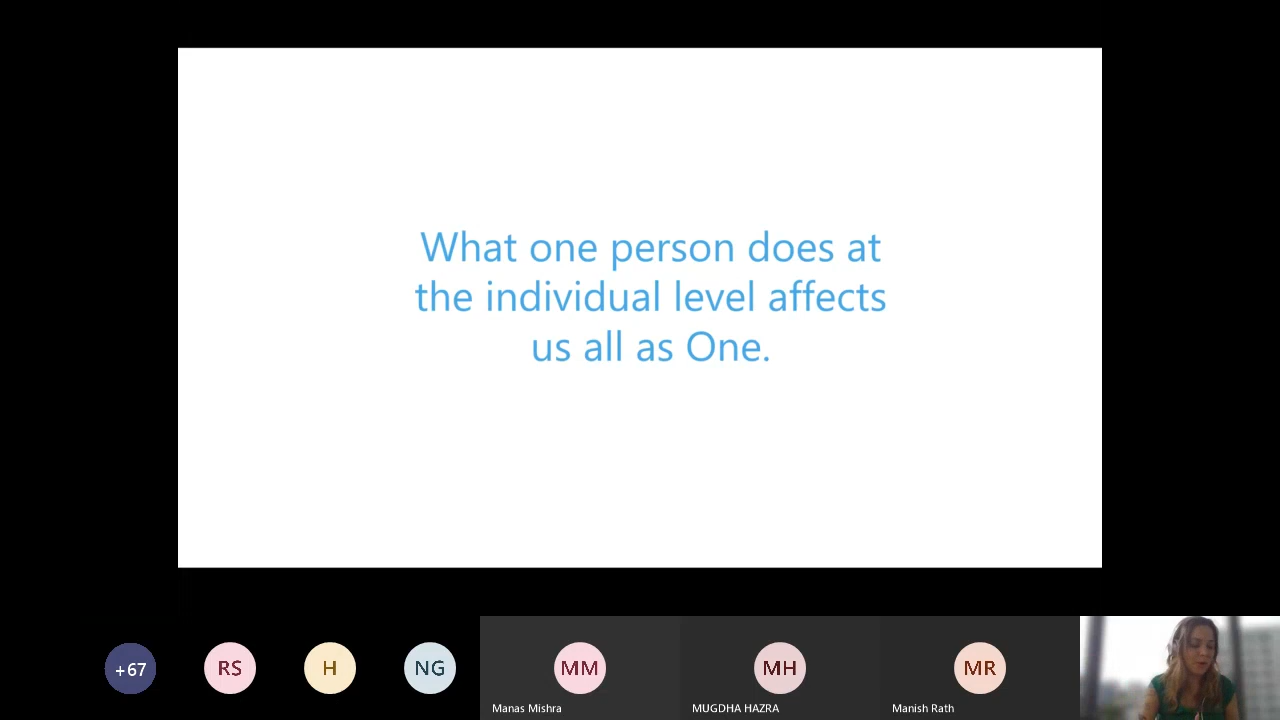 What one person does at
the individual level affects
us all as One.
+67
RS
H
NG
MM
MH
MR
Manas Mishra
MUGDHA HAZRA
Manish Rath